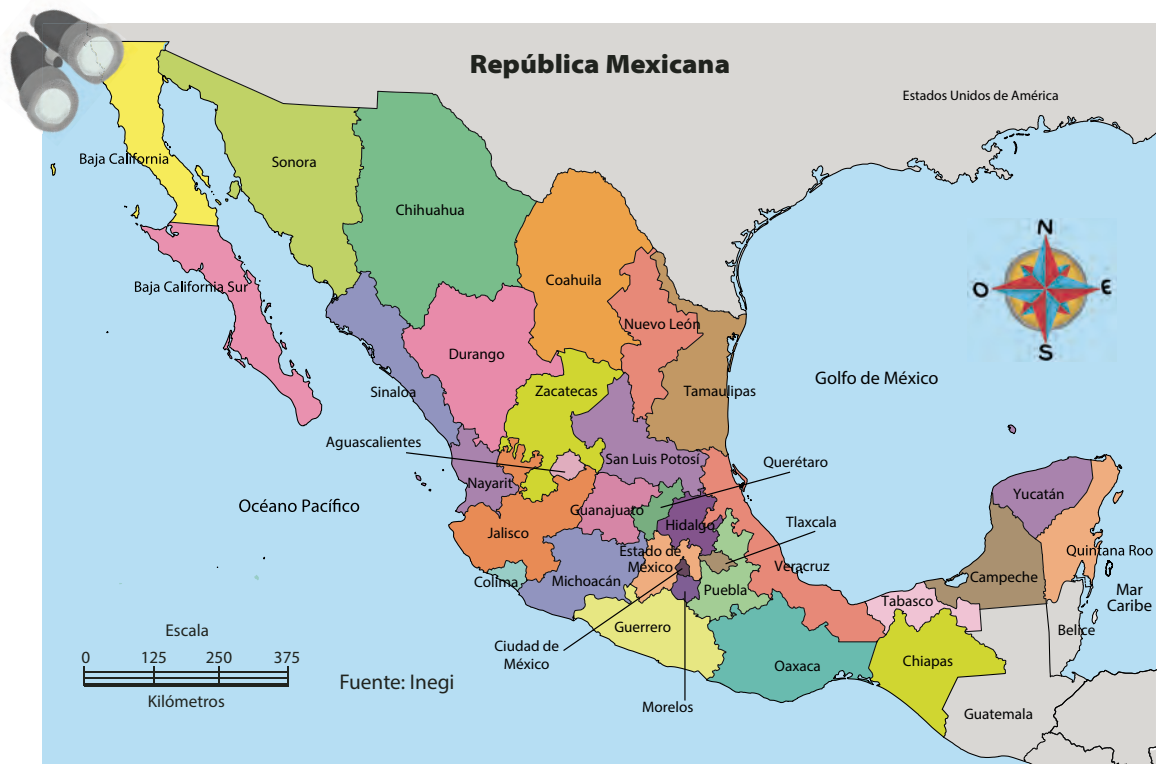 República Mexicana
Estados Unidos de América
Baja California
Sonora
Chihuahua
N
Coahuila
Baja California Sur
O
E
Nuevo León
S
Durango
Golfo de México
Sinaloa
Zacatecas
Tamaulipas
Aguascalientes
San Luis Potosí
Querétaro
Nayarit
Yucatán
Océano Pacífico
Guanajuato
Hidalgo
Tlaxcala
Jalisco
Estado de
México
Quintana Roo
Veracruz
Campeche
Colima
Michoacán
Puebla
Mar
Caribe
Tabasco
Escala
Guerrero
Belice
Ciudad de
México
0 125 250 375
Oaxaca
Chiapas
Fuente: Inegi
Kilómetros
Morelos
Guatemala